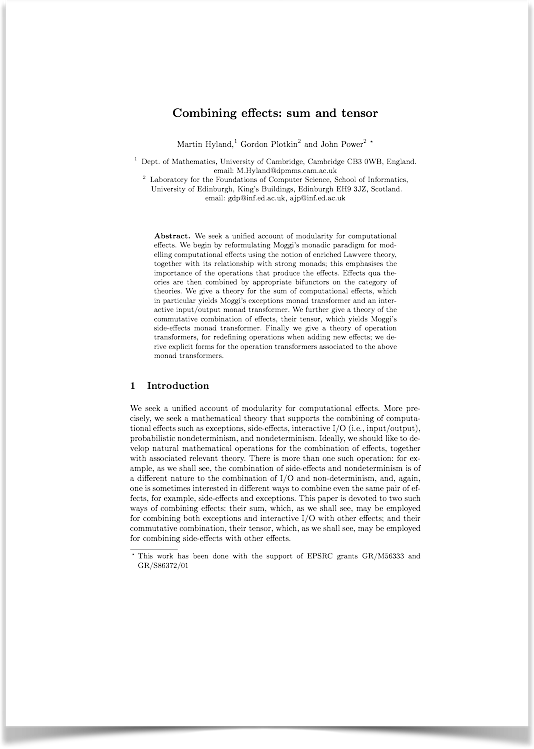 Combining effects: sum and tensor
Martin Hyland,1 Gordon Plotkin2 and John Power2 *
1 Dept. of Mathematics, University of Cambridge, Cambridge CB3 0WB, England.
email: M.Hyland@dpmms.cam.ac.uk
2 Laboratory for the Foundations of Computer Science, School of Informatics,
University of Edinburgh, King's Buildings, Edinburgh EH9 3JZ, Scotland.
email: gdp@inf.ed.ac.uk, ajp@inf.ed.ac.uk
Abstract. We seek a unified account of modularity for computational
effects. We begin by reformulating Moggi's monadic paradigm for mod-
elling computational effects using the notion of enriched Lawvere theory,
together with its relationship with strong monads; this emphasises the
importance of the operations that produce the effects. Effects qua the-
ories are then combined by appropriate bifunctors on the category of
theories. We give a theory for the sum of computational effects, which
in particular yields Moggi's exceptions monad transformer and an inter-
active input/output monad transformer. We further give a theory of the
commutative combination of effects, their tensor, which yields Moggi's
side-effects monad transformer. Finally we give a theory of operation
transformers, for redefining operations when adding new effects; we de-
rive explicit forms for the operation transformers associated to the above
monad transformers.
1 Introduction
We seek a unified account of modularity for computational effects. More pre-
cisely, we seek a mathematical theory that supports the combining of computa-
tional effects such as exceptions, side-effects, interactive I/O (i.e., input/output),
probabilistic nondeterminism, and nondeterminism. Ideally, we should like to de-
velop natural mathematical operations for the combination of effects, together
with associated relevant theory. There is more than one such operation: for ex-
ample, as we shall see, the combination of side-effects and nondeterminism is of
a different nature to the combination of I/O and non-determinism, and, again,
one is sometimes interested in different ways to combine even the same pair of ef-
fects, for example, side-effects and exceptions. This paper is devoted to two such
ways of combining effects: their sum, which, as we shall see, may be employed
for combining both exceptions and interactive I/O with other effects; and their
commutative combination, their tensor, which, as we shall see, may be employed
for combining side-effects with other effects.
* This work has been done with the support of EPSRC grants GR/M56333 and
GR/S86372/01